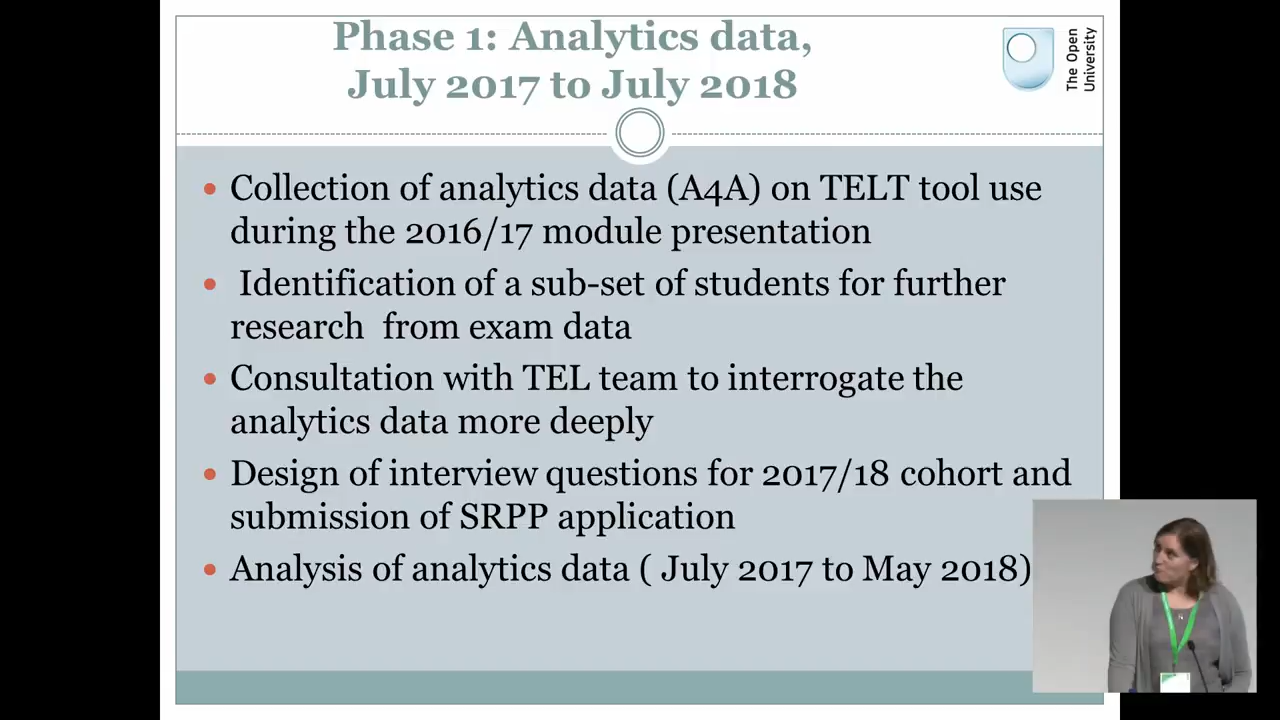 Phase 1: Analytics data,
July 2017 to July 2018
The Open
University
• Collection of analytics data (A4A) on TELT tool use
during the 2016/17 module presentation
• Identification of a sub-set of students for further
research from exam data
• Consultation with TEL team to interrogate the
analytics data more deeply
• Design of interview questions for 2017/18 cohort and
submission of SRPP application
• Analysis of analytics data ( July 2017 to May 2018)